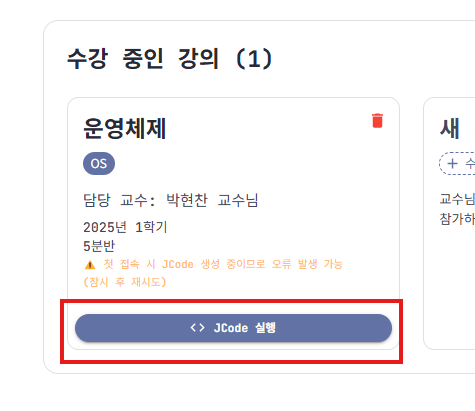 수강 중인 강의 (1)
운영체제
OS
담당 교수: 박현찬 교수님
2025년 1학기
5분반
⚠ 첫 접속 시 JCode 생성 중이므로 오류 발생 가능
(잠시 후 재시도)
<> JCode 실행
새
+ 수
교수님
참가하